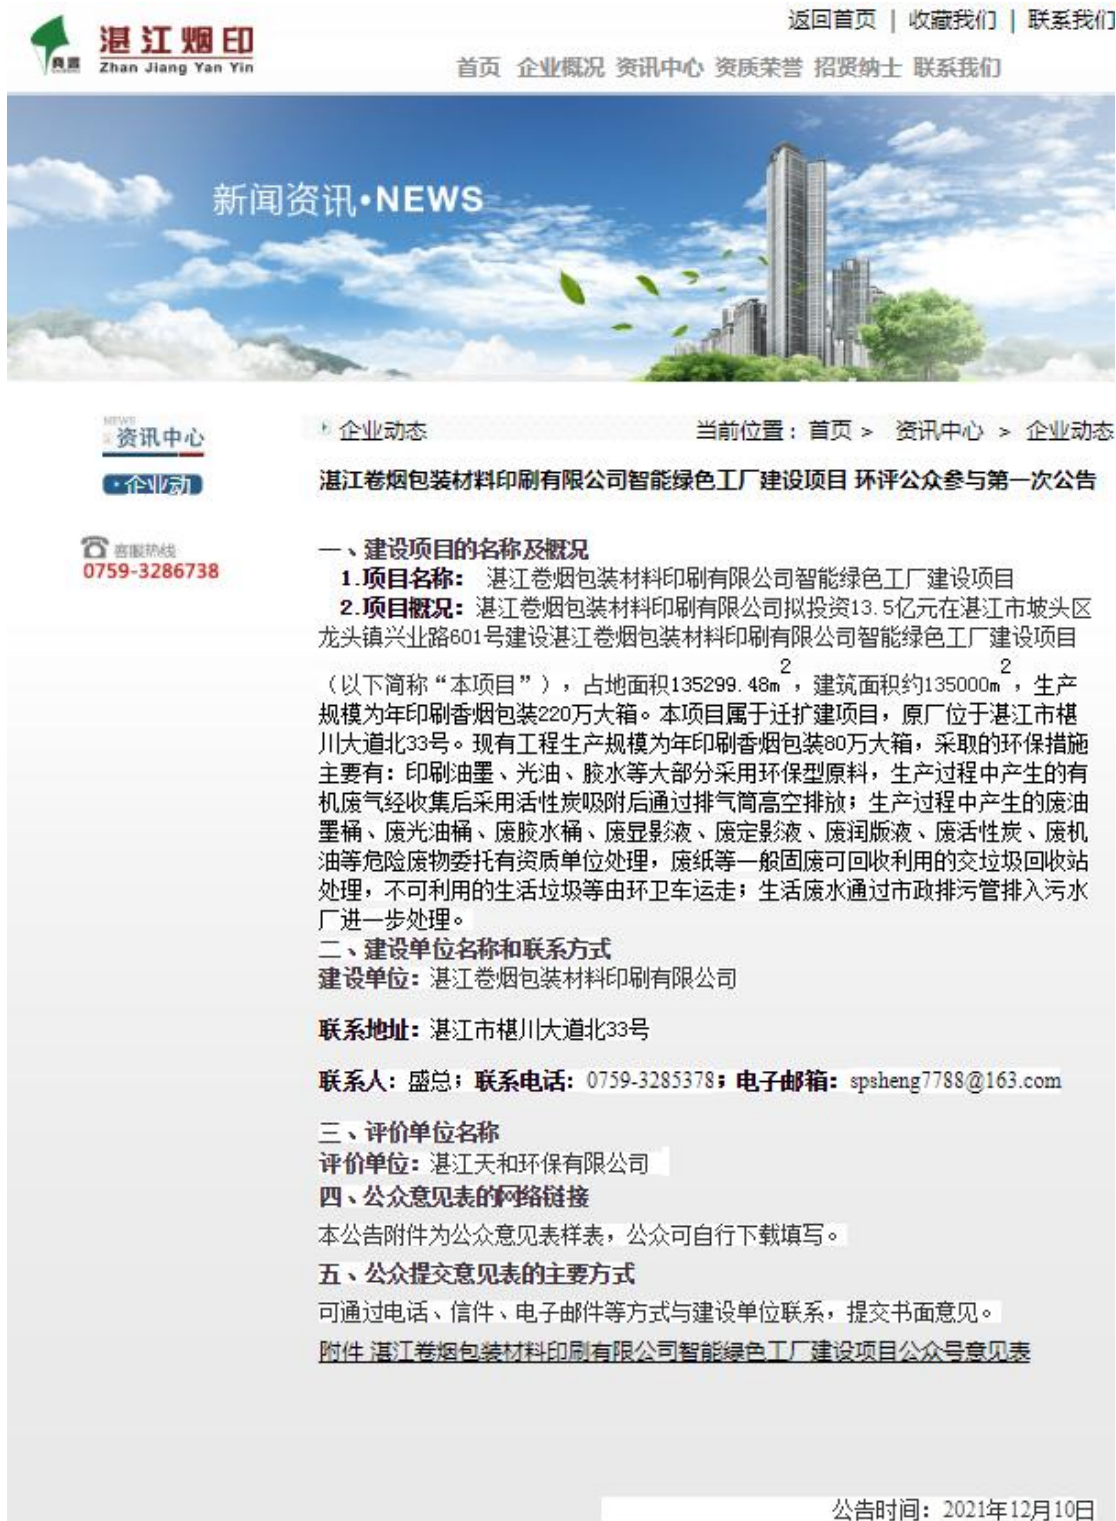 返回首页 | 收藏我们 | 联系我们
良源
湛江烟印
Zhan Jiang Yan Yin
首页 企业概况 资讯中心 资质荣誉 招贤纳士 联系我们
新闻资讯•NEWS
NEWS
资讯中心
企业动
客服热线
0759-3286738
企业动态
当前位置：首页 > 资讯中心 > 企业动态
湛江卷烟包装材料印刷有限公司智能绿色工厂建设项目 环评公众参与第一次公告
一、建设项目的名称及概况
1.项目名称： 湛江卷烟包装材料印刷有限公司智能绿色工厂建设项目
2.项目概况：湛江卷烟包装材料印刷有限公司拟投资13.5亿元在湛江市坡头区
龙头镇兴业路601号建设湛江卷烟包装材料印刷有限公司智能绿色工厂建设项目
（以下简称“本项目”），占地面积135299.48m²，建筑面积约135000m²，生产
规模为年印刷香烟包装220万大箱。本项目属于迁扩建项目，原厂位于湛江市椹
川大道北33号。现有工程生产规模为年印刷香烟包装80万大箱，采取的环保措施
主要有：印刷油墨、光油、胶水等大部分采用环保型原料，生产过程中产生的有
机废气经收集后采用活性炭吸附后通过排气筒高空排放；生产过程中产生的废油
墨桶、废光油桶、废胶水桶、废显影液、废定影液、废润版液、废活性炭、废机
油等危险废物委托有资质单位处理，废纸等一般固废可回收利用的交垃圾回收站
处理，不可利用的生活垃圾等由环卫车运走；生活废水通过市政排污管排入污水
厂进一步处理。
二、建设单位名称和联系方式
建设单位：湛江卷烟包装材料印刷有限公司
联系地址：湛江市椹川大道北33号
联系人：盛总；联系电话：0759-3285378；电子邮箱：spsheng7788@163.com
三、评价单位名称
评价单位：湛江天和环保有限公司
四、公众意见表的网络链接
本公告附件为公众意见表样表，公众可自行下载填写。
五、公众提交意见表的主要方式
可通过电话、信件、电子邮件等方式与建设单位联系，提交书面意见。
附件 湛江卷烟包装材料印刷有限公司智能绿色工厂建设项目公众号意见表
公告时间：2021年12月10日